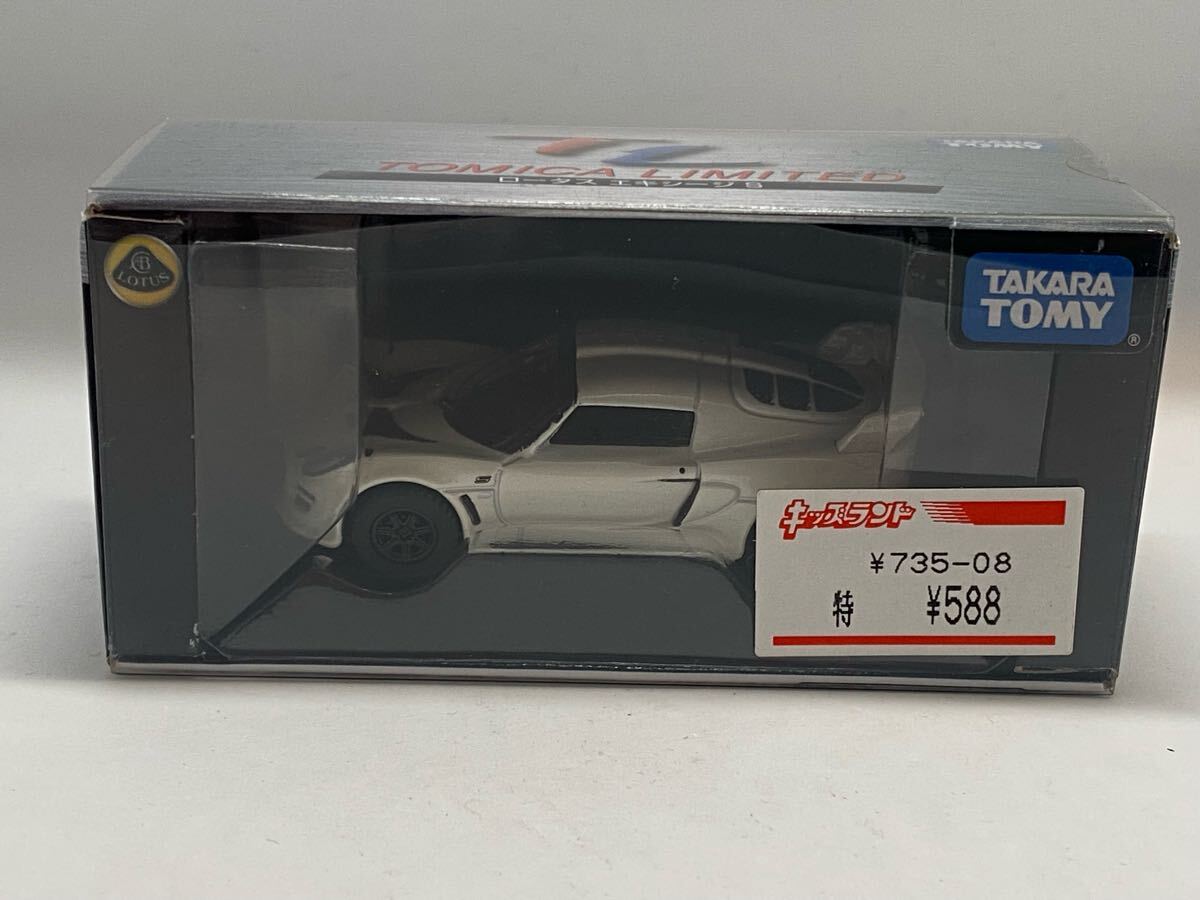 TL
TOMICA LIMITED
ロータス エキシージ S
LOTUS
TAKARA
TOMY
®
S
キッズランド
¥735-08
特 ¥588